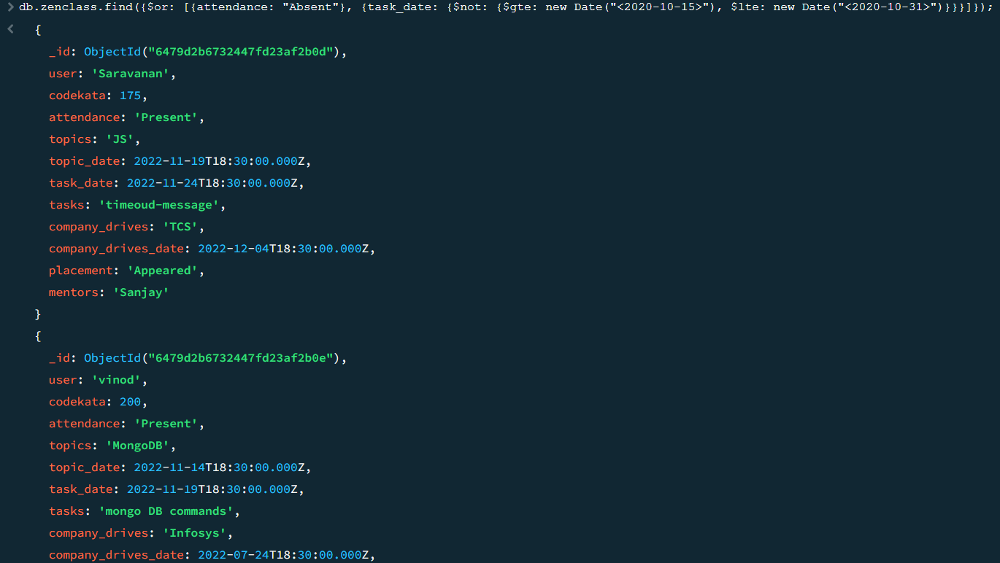 db.zenclass.find({$or: [{attendance: "Absent"}, {task_date: {$not: {$gte: new Date("<2020-10-15>"), $lte: new Date("<2020-10-31>")}}}]});
{
_id: ObjectId("6479d2b6732447fd23af2b0d"),
user: 'Saravanan',
codekata: 175,
attendance: 'Present',
topics: 'JS',
topic_date: 2022-11-19T18:30:00.000Z,
task_date: 2022-11-24T18:30:00.000Z,
tasks: 'timeoud-message',
company_drives: 'TCS',
company_drives_date: 2022-12-04T18:30:00.000Z,
placement: 'Appeared',
mentors: 'Sanjay'
}
{
_id: ObjectId("6479d2b6732447fd23af2b0e"),
user: 'vinod',
codekata: 200,
attendance: 'Present',
topics: 'MongoDB',
topic_date: 2022-11-14T18:30:00.000Z,
task_date: 2022-11-19T18:30:00.000Z,
tasks: 'mongo DB commands',
company_drives: 'Infosys',
company_drives_date: 2022-07-24T18:30:00.000Z,